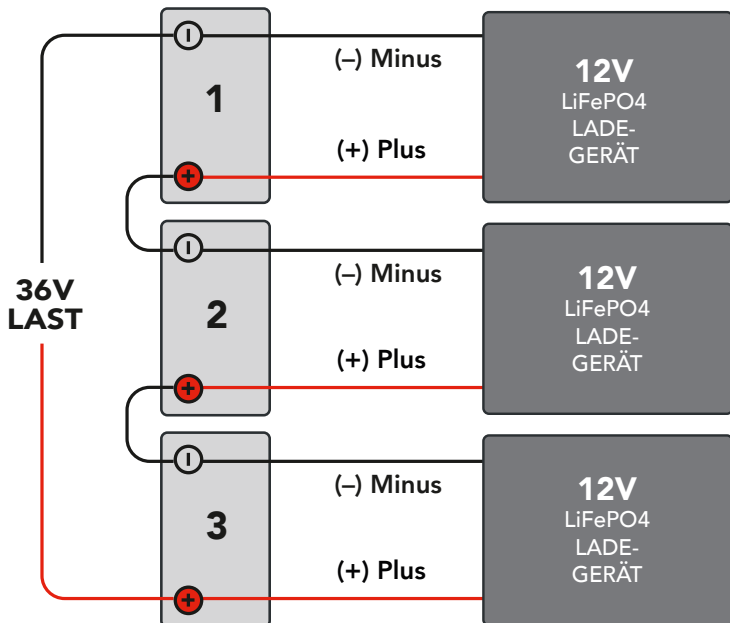 (–) Minus
12V
LiFePO4
LADE-
GERÄT
1
(+) Plus
(–) Minus
12V
LiFePO4
LADE-
GERÄT
36V
LAST
2
(+) Plus
(–) Minus
12V
LiFePO4
LADE-
GERÄT
3
(+) Plus